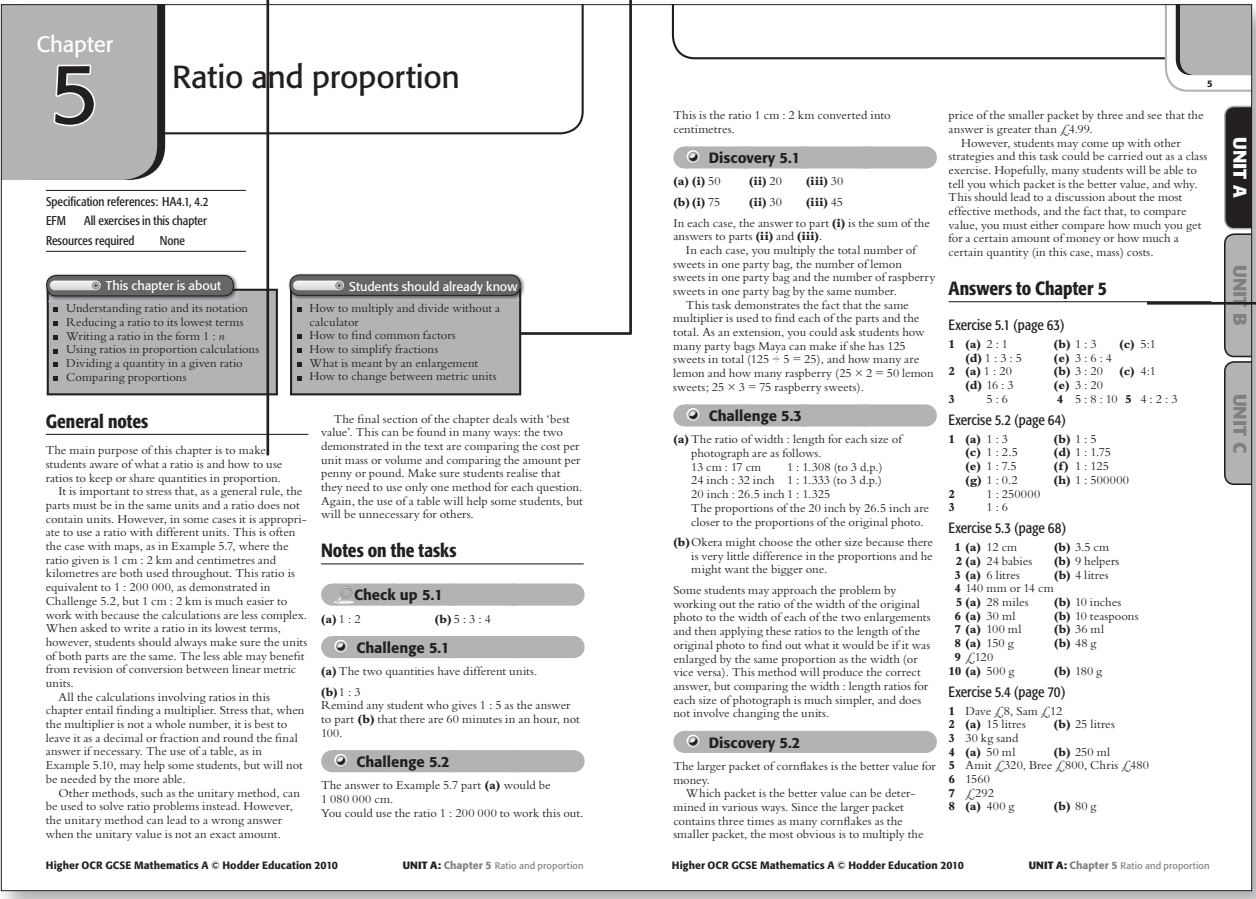 Chapter
5
Ratio and proportion
Specification references: HA4.1, 4.2
EFM All exercises in this chapter
Resources required None
This chapter is about
■ Understanding ratio and its notation
■ Reducing a ratio to its lowest terms
■ Writing a ratio in the form 1 : n
■ Using ratios in proportion calculations
■ Dividing a quantity in a given ratio
■ Comparing proportions
Students should already know
■ How to multiply and divide without a
calculator
■ How to find common factors
■ How to simplify fractions
■ What is meant by an enlargement
■ How to change between metric units
General notes
The main purpose of this chapter is to make
students aware of what a ratio is and how to use
ratios to keep or share quantities in proportion.
It is important to stress that, as a general rule, the
parts must be in the same units and a ratio does not
contain units. However, in some cases it is appropri-
ate to use a ratio with different units. This is often
the case with maps, as in Example 5.7, where the
ratio given is 1 cm : 2 km and centimetres and
kilometres are both used throughout. This ratio is
equivalent to 1 : 200 000, as demonstrated in
Challenge 5.2, but 1 cm : 2 km is much easier to
work with because the calculations are less complex.
When asked to write a ratio in its lowest terms,
however, students should always make sure the units
of both parts are the same. The less able may benefit
from revision of conversion between linear metric
units.
All the calculations involving ratios in this
chapter entail finding a multiplier. Stress that, when
the multiplier is not a whole number, it is best to
leave it as a decimal or fraction and round the final
answer if necessary. The use of a table, as in
Example 5.10, may help some students, but will not
be needed by the more able.
Other methods, such as the unitary method, can
be used to solve ratio problems instead. However,
the unitary method can lead to a wrong answer
when the unitary value is not an exact amount.
The final section of the chapter deals with ‘best
value’. This can be found in many ways: the two
demonstrated in the text are comparing the cost per
unit mass or volume and comparing the amount per
penny or pound. Make sure students realise that
they need to use only one method for each question.
Again, the use of a table will help some students, but
will be unnecessary for others.
Notes on the tasks
Check up 5.1
(a) 1 : 2 (b) 5 : 3 : 4
Challenge 5.1
(a) The two quantities have different units.
(b) 1 : 3
Remind any student who gives 1 : 5 as the answer
to part (b) that there are 60 minutes in an hour, not
100.
Challenge 5.2
The answer to Example 5.7 part (a) would be
1 080 000 cm.
You could use the ratio 1 : 200 000 to work this out.
Higher OCR GCSE Mathematics A © Hodder Education 2010 UNIT A: Chapter 5 Ratio and proportion
5
This is the ratio 1 cm : 2 km converted into
centimetres.
Discovery 5.1
(a) (i) 50 (ii) 20 (iii) 30
(b) (i) 75 (ii) 30 (iii) 45
In each case, the answer to part (i) is the sum of the
answers to parts (ii) and (iii).
In each case, you multiply the total number of
sweets in one party bag, the number of lemon
sweets in one party bag and the number of raspberry
sweets in one party bag by the same number.
This task demonstrates the fact that the same
multiplier is used to find each of the parts and the
total. As an extension, you could ask students how
many party bags Maya can make if she has 125
sweets in total (125 ÷ 5 = 25), and how many are
lemon and how many raspberry (25 × 2 = 50 lemon
sweets; 25 × 3 = 75 raspberry sweets).
Challenge 5.3
(a) The ratio of width : length for each size of
photograph are as follows.
13 cm : 17 cm 1 : 1.308 (to 3 d.p.)
24 inch : 32 inch 1 : 1.333 (to 3 d.p.)
20 inch : 26.5 inch 1 : 1.325
The proportions of the 20 inch by 26.5 inch are
closer to the proportions of the original photo.
(b) Okera might choose the other size because there
is very little difference in the proportions and he
might want the bigger one.
Some students may approach the problem by
working out the ratio of the width of the original
photo to the width of each of the two enlargements
and then applying these ratios to the length of the
original photo to find out what it would be if it was
enlarged by the same proportion as the width (or
vice versa). This method will produce the correct
answer, but comparing the width : length ratios for
each size of photograph is much simpler, and does
not involve changing the units.
Discovery 5.2
The larger packet of cornflakes is the better value for
money.
Which packet is the better value can be deter-
mined in various ways. Since the larger packet
contains three times as many cornflakes as the
smaller packet, the most obvious is to multiply the
price of the smaller packet by three and see that the
answer is greater than £4.99.
However, students may come up with other
strategies and this task could be carried out as a class
exercise. Hopefully, many students will be able to
tell you which packet is the better value, and why.
This should lead to a discussion about the most
effective methods, and the fact that, to compare
value, you must either compare how much you get
for a certain amount of money or how much a
certain quantity (in this case, mass) costs.
Answers to Chapter 5
Exercise 5.1 (page 63)
1 (a) 2 : 1 (b) 1 : 3 (c) 5:1
(d) 1 : 3 : 5 (e) 3 : 6 : 4
2 (a) 1 : 20 (b) 3 : 20 (c) 4:1
(d) 16 : 3 (e) 3 : 20
3 5 : 6 4 5 : 8 : 10 5 4 : 2 : 3
Exercise 5.2 (page 64)
1 (a) 1 : 3 (b) 1 : 5
(c) 1 : 2.5 (d) 1 : 1.75
(e) 1 : 7.5 (f) 1 : 125
(g) 1 : 0.2 (h) 1 : 500000
2 1 : 250000
3 1 : 6
Exercise 5.3 (page 68)
1 (a) 12 cm (b) 3.5 cm
2 (a) 24 babies (b) 9 helpers
3 (a) 6 litres (b) 4 litres
4 140 mm or 14 cm
5 (a) 28 miles (b) 10 inches
6 (a) 30 ml (b) 10 teaspoons
7 (a) 100 ml (b) 36 ml
8 (a) 150 g (b) 48 g
9 £120
10 (a) 500 g (b) 180 g
Exercise 5.4 (page 70)
1 Dave £8, Sam £12
2 (a) 15 litres (b) 25 litres
3 30 kg sand
4 (a) 50 ml (b) 250 ml
5 Amit £320, Bree £800, Chris £480
6 1560
7 £292
8 (a) 400 g (b) 80 g
UNIT A
UNIT B
UNIT C
Higher OCR GCSE Mathematics A © Hodder Education 2010 UNIT A: Chapter 5 Ratio and proportion